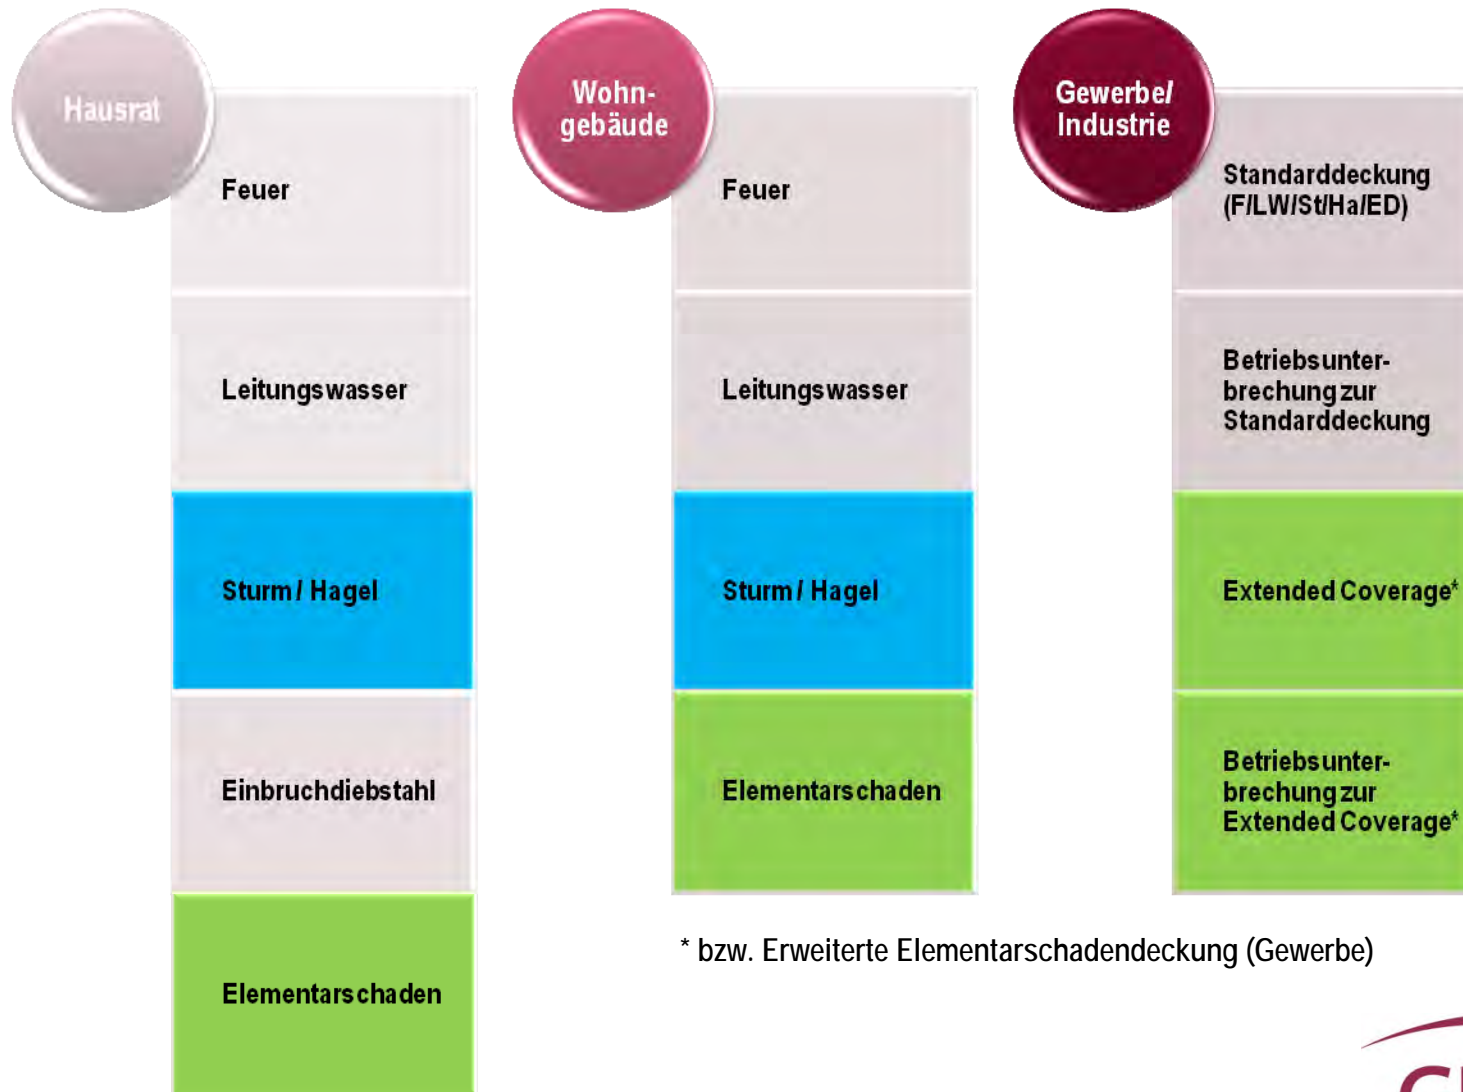 Hausrat
Feuer
Leitungswasser
Sturm / Hagel
Einbruchdiebstahl
Elementarschaden
Wohn-
gebäude
Feuer
Leitungswasser
Sturm / Hagel
Elementarschaden
Gewerbe/
Industrie
Standarddeckung
(F/LW/St/Ha/ED)
Betriebsunter-
brechung zur
Standarddeckung
Extended Coverage*
Betriebsunter-
brechung zur
Extended Coverage*
* bzw. Erweiterte Elementarschadendeckung (Gewerbe)